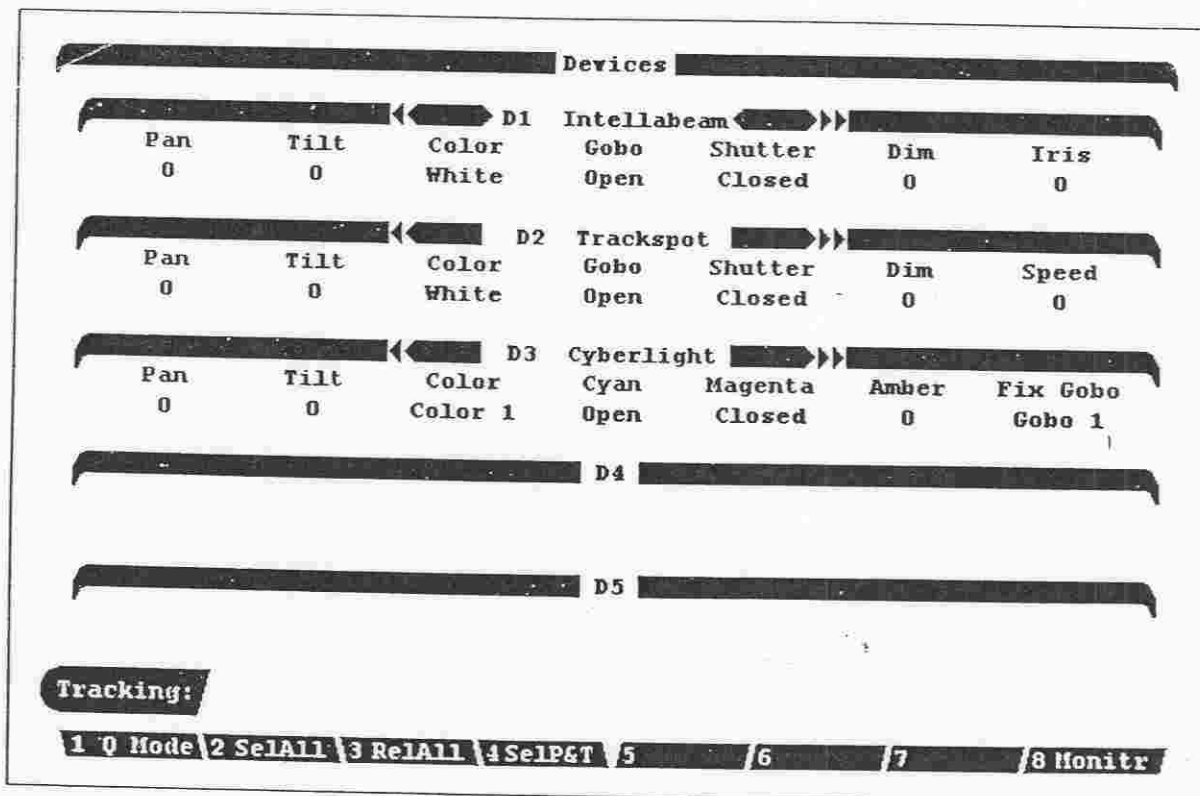 Devices
D1 Intellabeam
Pan Tilt Color Gobo Shutter Dim Iris
0 0 White Open Closed 0 0
D2 Trackspot
Pan Tilt Color Gobo Shutter Dim Speed
0 0 White Open Closed 0 0
D3 Cyberlight
Pan Tilt Color Cyan Magenta Amber Fix Gobo
0 0 Color 1 Open Closed 0 Gobo 1
D4
D5
Tracking:
1 Q Mode 2 SelAll 3 RelAll 4 SelP&T 5 6 7 8 Monitr